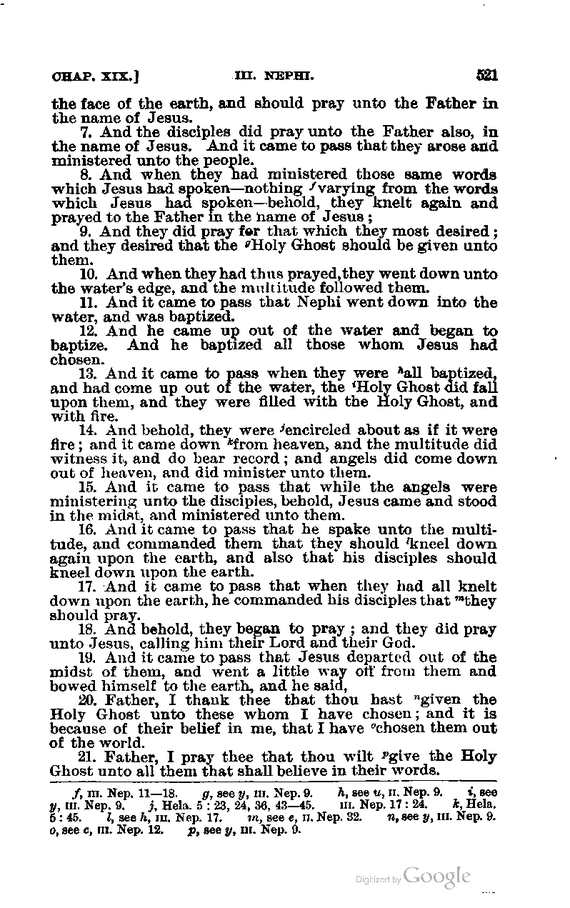 CHAP. XIX.] III. NEPHI. 521
the face of the earth, and should pray unto the Father in
the name of Jesus.
7. And the disciples did pray unto the Father also, in
the name of Jesus. And it came to pass that they arose and
ministered unto the people.
8. And when they had ministered those same words
which Jesus had spoken—nothing ᶠvarying from the words
which Jesus had spoken—behold, they knelt again and
prayed to the Father in the name of Jesus;
9. And they did pray for that which they most desired;
and they desired that the ᵍHoly Ghost should be given unto
them.
10. And when they had thus prayed, they went down unto
the water's edge, and the multitude followed them.
11. And it came to pass that Nephi went down into the
water, and was baptized.
12. And he came up out of the water and began to
baptize. And he baptized all those whom Jesus had
chosen.
13. And it came to pass when they were ʰall baptized,
and had come up out of the water, the ⁱHoly Ghost did fall
upon them, and they were filled with the Holy Ghost, and
with fire.
14. And behold, they were ʲencircled about as if it were
fire; and it came down ᵏfrom heaven, and the multitude did
witness it, and do bear record; and angels did come down
out of heaven, and did minister unto them.
15. And it came to pass that while the angels were
ministering unto the disciples, behold, Jesus came and stood
in the midst, and ministered unto them.
16. And it came to pass that he spake unto the multi-
tude, and commanded them that they should ˡkneel down
again upon the earth, and also that his disciples should
kneel down upon the earth.
17. And it came to pass that when they had all knelt
down upon the earth, he commanded his disciples that ᵐthey
should pray.
18. And behold, they began to pray; and they did pray
unto Jesus, calling him their Lord and their God.
19. And it came to pass that Jesus departed out of the
midst of them, and went a little way off from them and
bowed himself to the earth, and he said,
20. Father, I thank thee that thou hast ⁿgiven the
Holy Ghost unto these whom I have chosen; and it is
because of their belief in me, that I have ᵒchosen them out
of the world.
21. Father, I pray thee that thou wilt ᵖgive the Holy
Ghost unto all them that shall believe in their words.
f, III. Nep. 11—18. g, see y, III. Nep. 9. h, see u, II. Nep. 9. i, see
y, III. Nep. 9. j, Hela. 5 : 23, 24, 36, 43—45. III. Nep. 17 : 24. k, Hela.
5 : 45. l, see h, III. Nep. 17. m, see e, II. Nep. 32. n, see y, III. Nep. 9.
o, see c, III. Nep. 12. p, see y, III. Nep. 9.
Digitized by Google